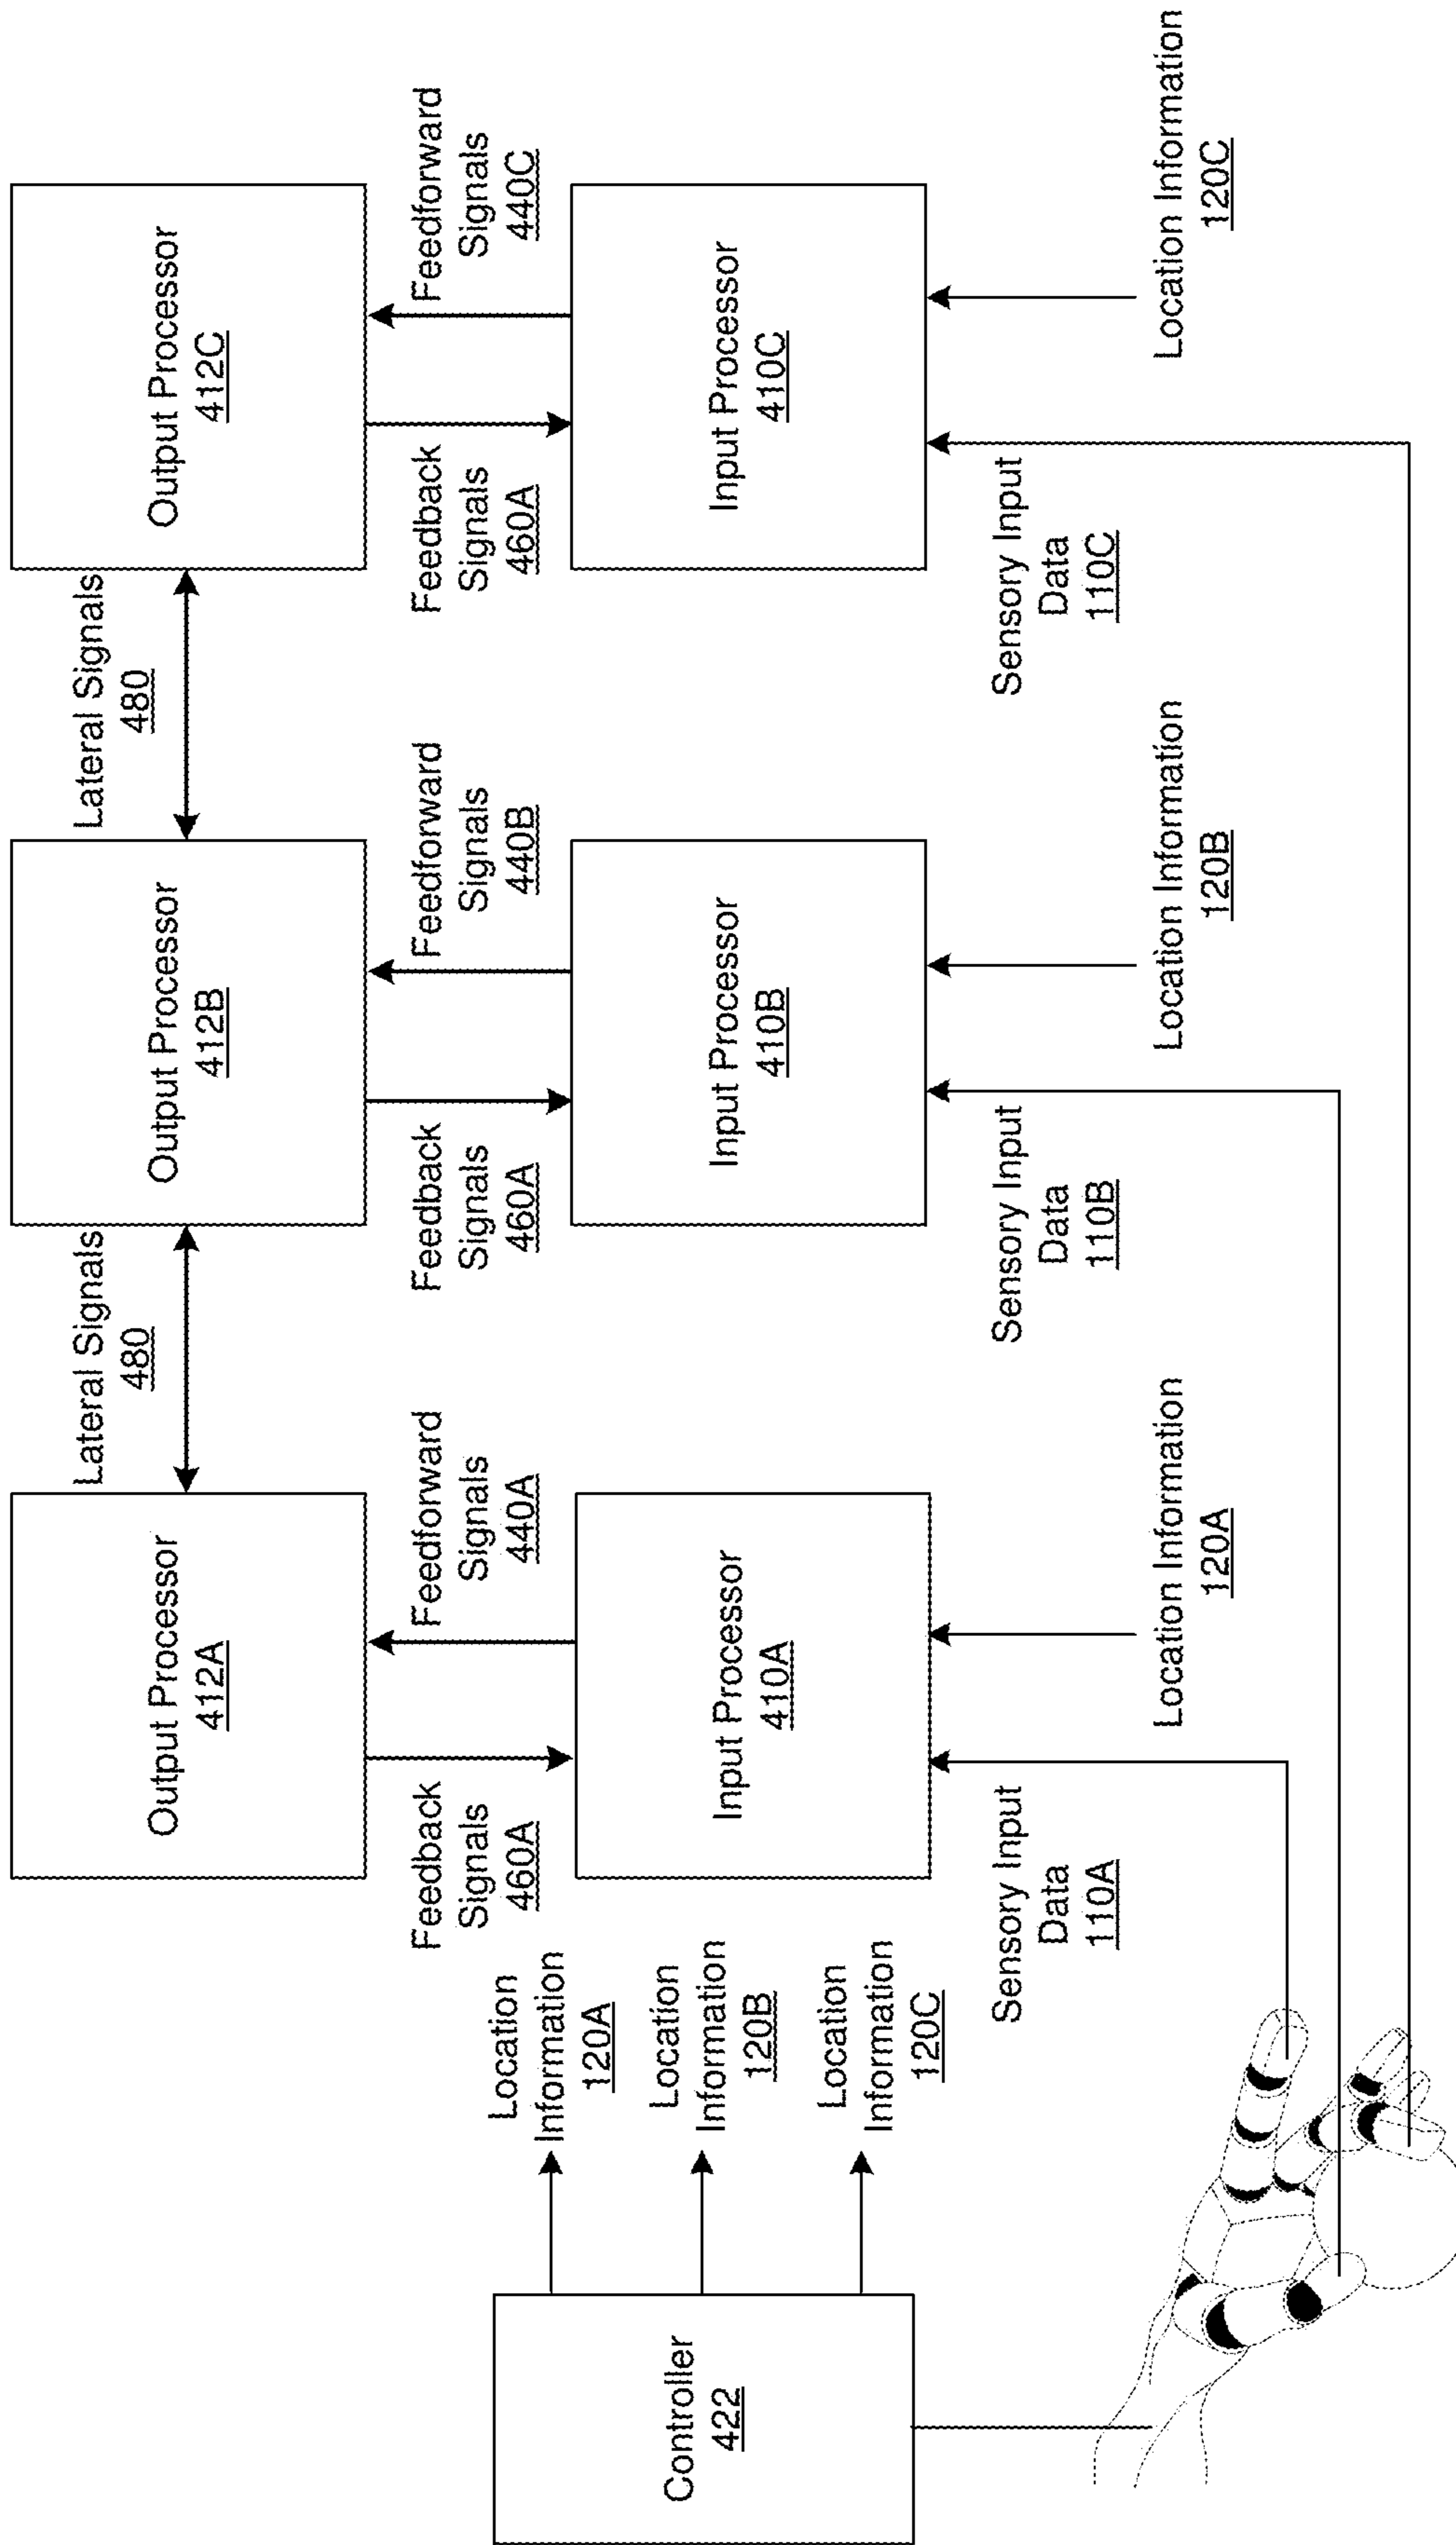 Lateral Signals
480
Lateral Signals
480
Output Processor
412A
Output Processor
412B
Output Processor
412C
Feedback
Signals
460A
Feedforward
Signals
440A
Feedback
Signals
460A
Feedforward
Signals
440B
Feedback
Signals
460A
Feedforward
Signals
440C
Controller
422
Location
Information
120A
Location
Information
120B
Location
Information
120C
Input Processor
410A
Input Processor
410B
Input Processor
410C
Sensory Input
Data
110A
Location Information
120A
Sensory Input
Data
110B
Location Information
120B
Sensory Input
Data
110C
Location Information
120C